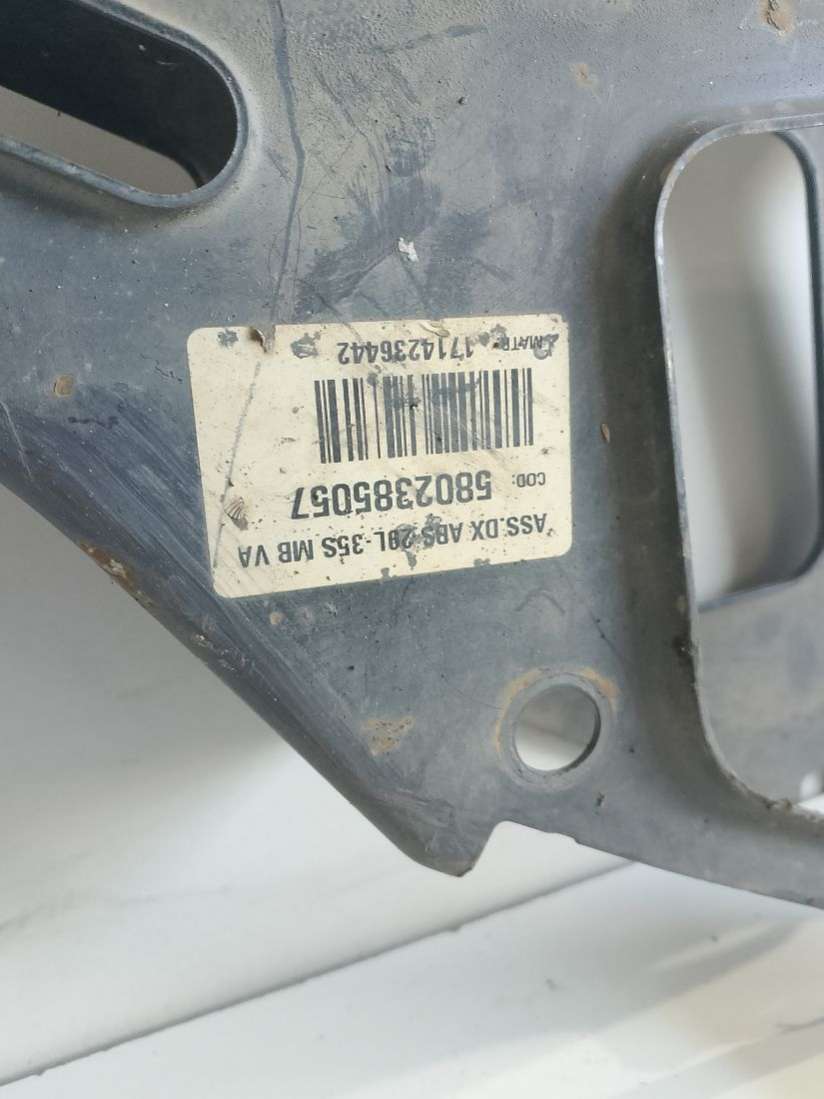 ASS.DX ABS 29L-35S MB VA
COD: 5802385057
MATR. 1714236442